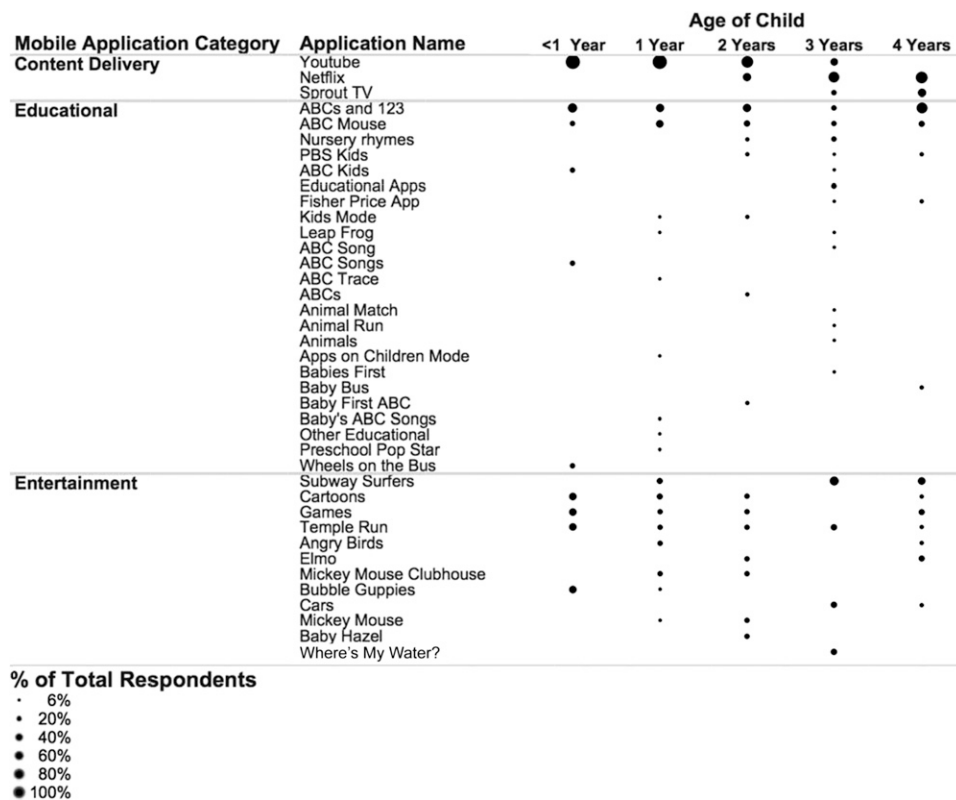 Age of Child
Mobile Application Category Application Name <1 Year 1 Year 2 Years 3 Years 4 Years
Content Delivery Youtube
Netflix
Sprout TV
Educational ABCs and 123
ABC Mouse
Nursery rhymes
PBS Kids
ABC Kids
Educational Apps
Fisher Price App
Kids Mode
Leap Frog
ABC Song
ABC Songs
ABC Trace
ABCs
Animal Match
Animal Run
Animals
Apps on Children Mode
Babies First
Baby Bus
Baby First ABC
Baby's ABC Songs
Other Educational
Preschool Pop Star
Wheels on the Bus
Entertainment Subway Surfers
Cartoons
Games
Temple Run
Angry Birds
Elmo
Mickey Mouse Clubhouse
Bubble Guppies
Cars
Mickey Mouse
Baby Hazel
Where's My Water?
% of Total Respondents
6%
20%
40%
60%
80%
100%